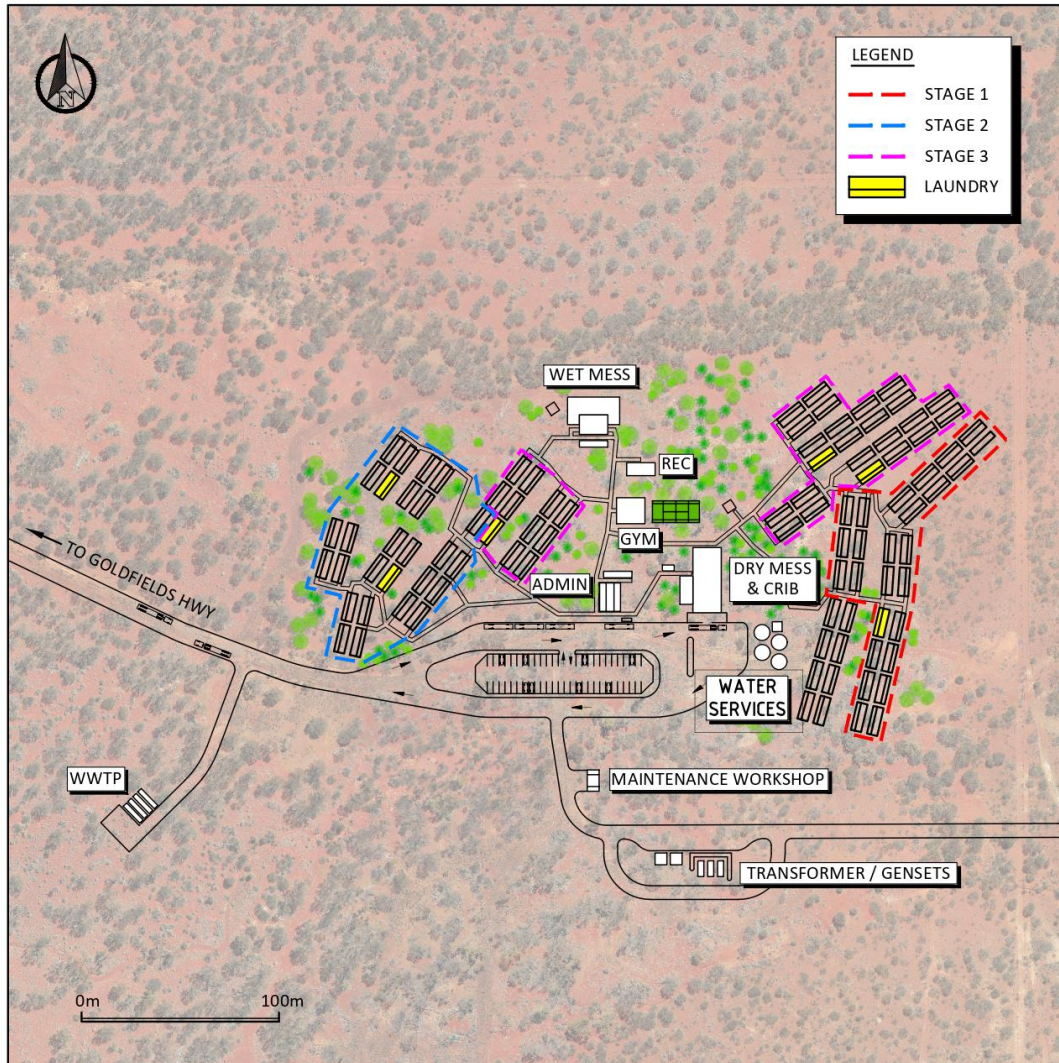 N
LEGEND
STAGE 1
STAGE 2
STAGE 3
LAUNDRY
WET MESS
REC
GYM
DRY MESS
& CRIB
ADMIN
TO GOLDFIELDS HWY
WATER
SERVICES
WWTP
MAINTENANCE WORKSHOP
TRANSFORMER / GENSETS
0m
100m